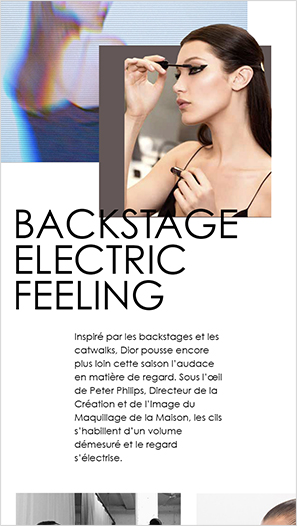 BACKSTAGE
ELECTRIC
FEELING
Inspiré par les backstages et les
catwalks, Dior pousse encore
plus loin cette saison l’audace
en matière de regard. Sous l’œil
de Peter Philips, Directeur de la
Création et de l’Image du
Maquillage de la Maison, les cils
s’habillent d’un volume
démesuré et le regard
s’électrise.